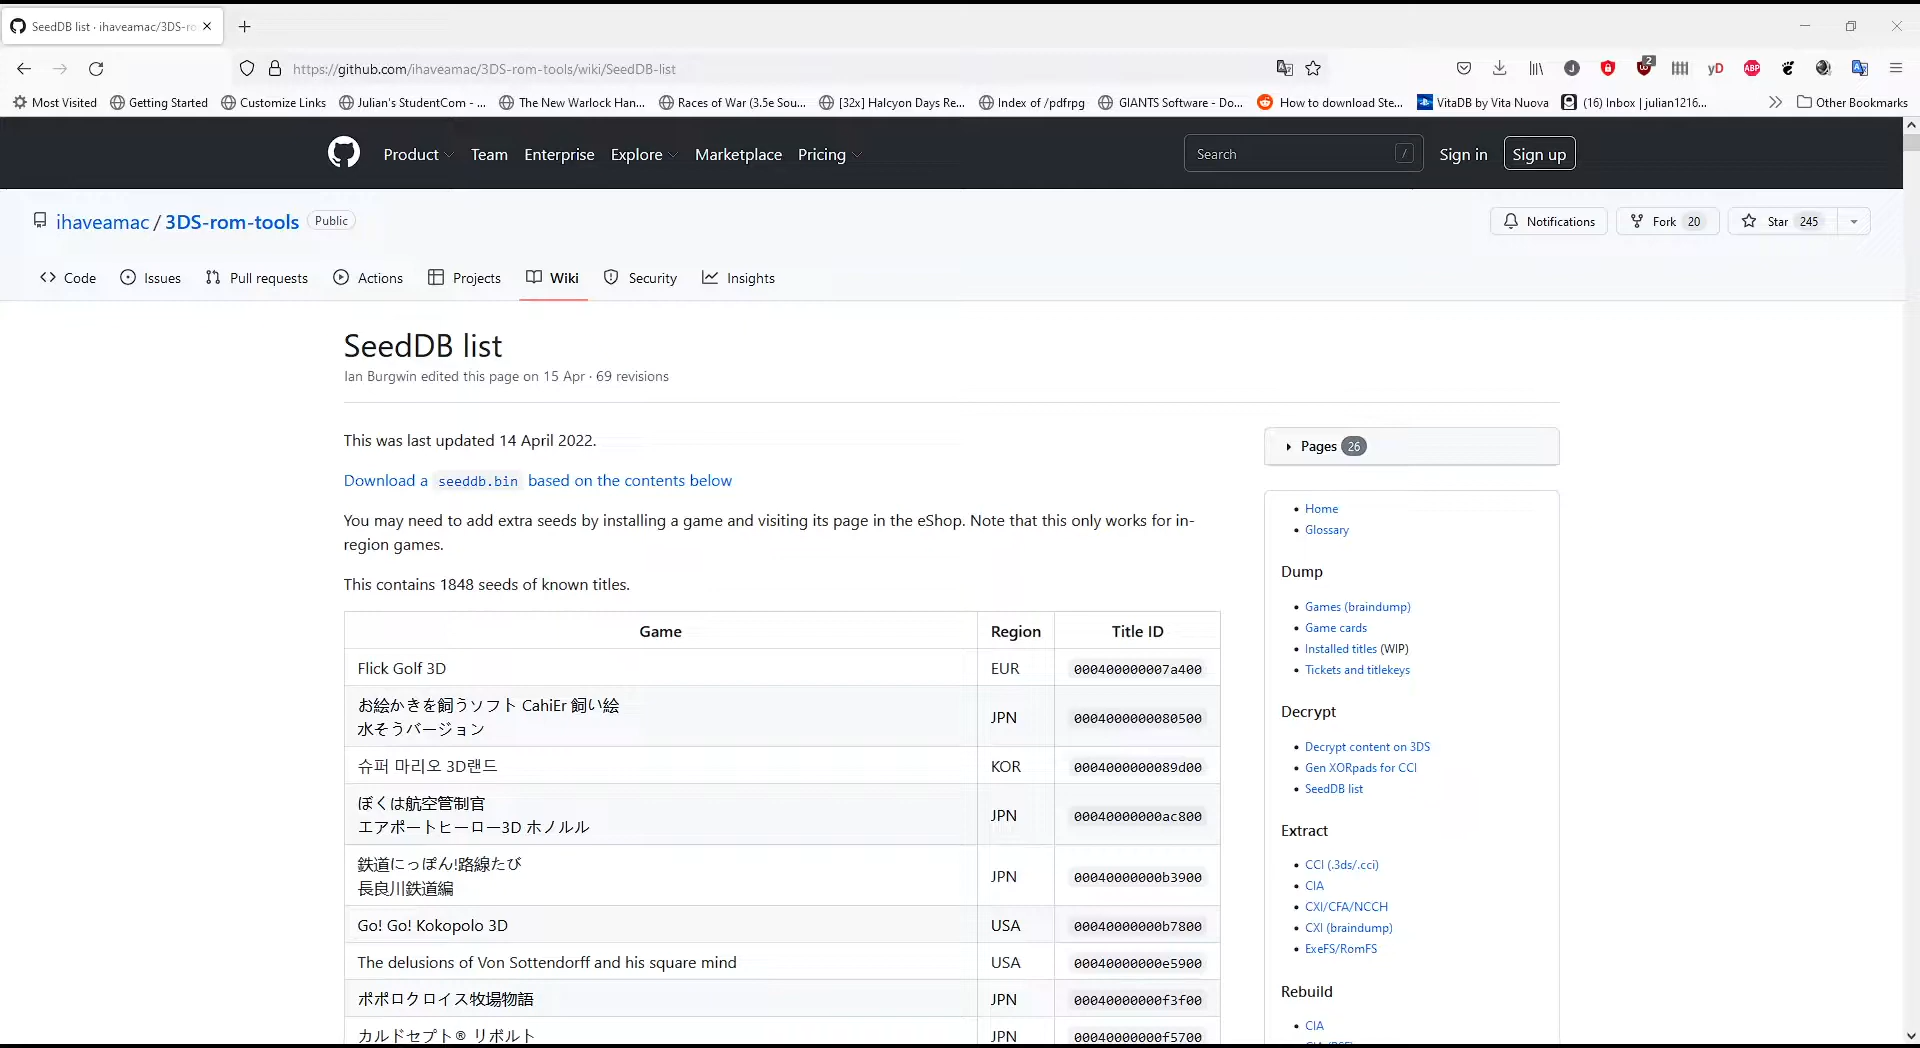 SeedDB list · ihaveamac/3DS-ro
https://github.com/ihaveamac/3DS-rom-tools/wiki/SeedDB-list
2
J
yD
ABP
Most Visited
Getting Started
Customize Links
Julian's StudentCom - ...
The New Warlock Han...
Races of War (3.5e Sou...
[32x] Halcyon Days Re...
Index of /pdfrpg
GIANTS Software - Do...
How to download Ste...
VitaDB by Vita Nuova
(16) Inbox | julian1216...
Other Bookmarks
Product
Team
Enterprise
Explore
Marketplace
Pricing
Search
/
Sign in
Sign up
ihaveamac / 3DS-rom-tools
Public
Notifications
Fork 20
Star 245
Code
Issues
Pull requests
Actions
Projects
Wiki
Security
Insights
SeedDB list
Ian Burgwin edited this page on 15 Apr · 69 revisions
This was last updated 14 April 2022.
Download a seeddb.bin based on the contents below
You may need to add extra seeds by installing a game and visiting its page in the eShop. Note that this only works for in-
region games.
This contains 1848 seeds of known titles.
Game Region Title ID
Flick Golf 3D EUR 000400000007a400
お絵かきを飼うソフト CahiEr 飼い絵
水そうバージョン
JPN 0004000000080500
슈퍼 마리오 3D랜드 KOR 0004000000089d00
ぼくは航空管制官
エアポートヒーロー3D ホノルル
JPN 00040000000ac800
鉄道にっぽん!路線たび
長良川鉄道編
JPN 00040000000b3900
Go! Go! Kokopolo 3D USA 00040000000b7800
The delusions of Von Sottendorff and his square mind USA 00040000000e5900
ポポロクロイス牧場物語 JPN 00040000000f3f00
カルドセプト® リボルト JPN 00040000000f5700
Pages 26
Home
Glossary
Dump
Games (braindump)
Game cards
Installed titles (WIP)
Tickets and titlekeys
Decrypt
Decrypt content on 3DS
Gen XORpads for CCI
SeedDB list
Extract
CCI (.3ds/.cci)
CIA
CXI/CFA/NCCH
CXI (braindump)
ExeFS/RomFS
Rebuild
CIA